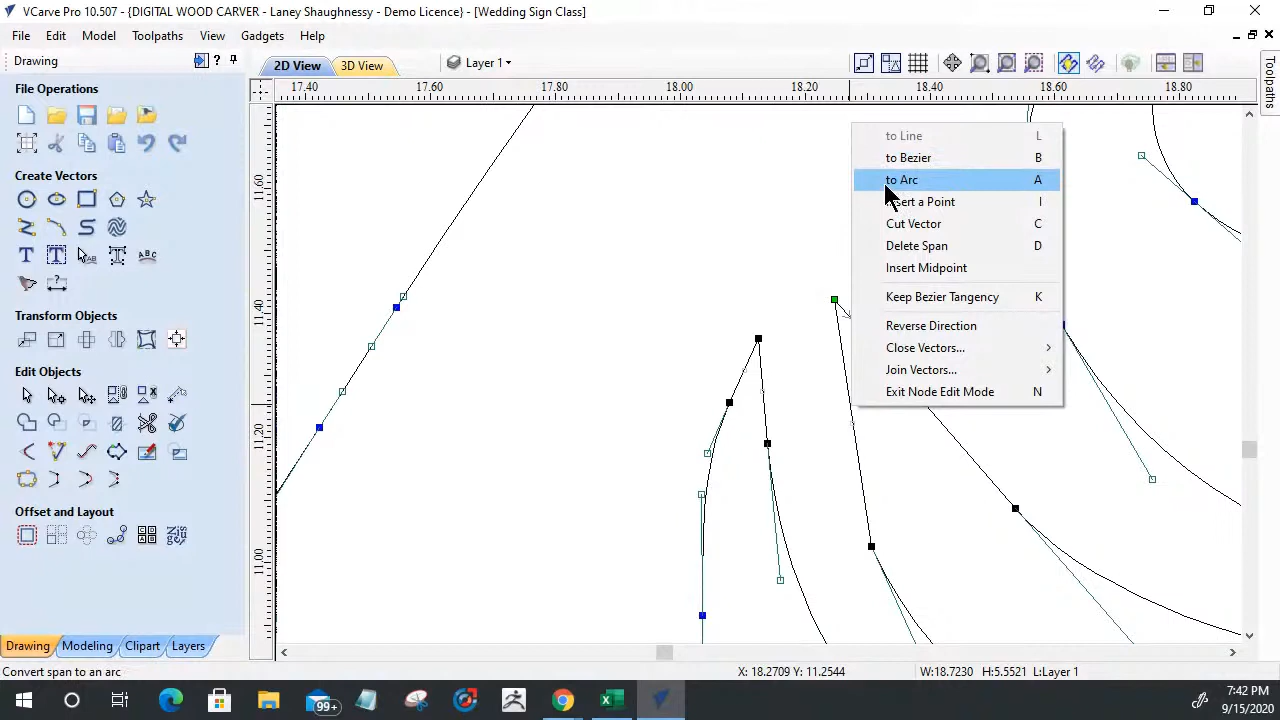 VCarve Pro 10.507 - {DIGITAL WOOD CARVER - Laney Shaughnessy - Demo Licence} - [Wedding Sign Class]
File Edit Model Toolpaths View Gadgets Help
Drawing
2D View 3D View Layer 1
Toolpaths
17.40 17.60 17.80 18.00 18.20 18.40 18.60 18.80
11.60
11.40
11.20
11.00
File Operations
Create Vectors
Transform Objects
Edit Objects
Offset and Layout
to Line L
to Bezier B
to Arc A
Insert a Point I
Cut Vector C
Delete Span D
Insert Midpoint
Keep Bezier Tangency K
Reverse Direction
Close Vectors...
Join Vectors...
Exit Node Edit Mode N
Drawing Modeling Clipart Layers
Convert span to an arc X: 18.2709 Y: 11.2544 W:18.7230 H:5.5521 L:Layer 1
99+
7:42 PM
9/15/2020